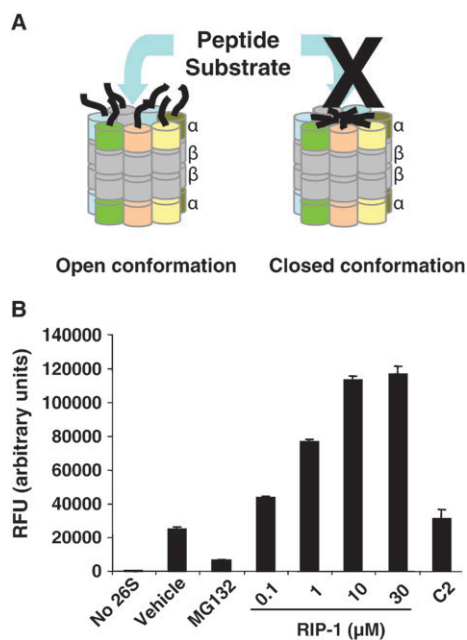 A
Peptide
Substrate
X
α
β
β
α
α
β
β
α
Open conformation
Closed conformation
B
RFU (arbitrary units)
140000
120000
100000
80000
60000
40000
20000
0
No 26S
Vehicle
MG132
0.1
1
10
30
C2
RIP-1 (μM)